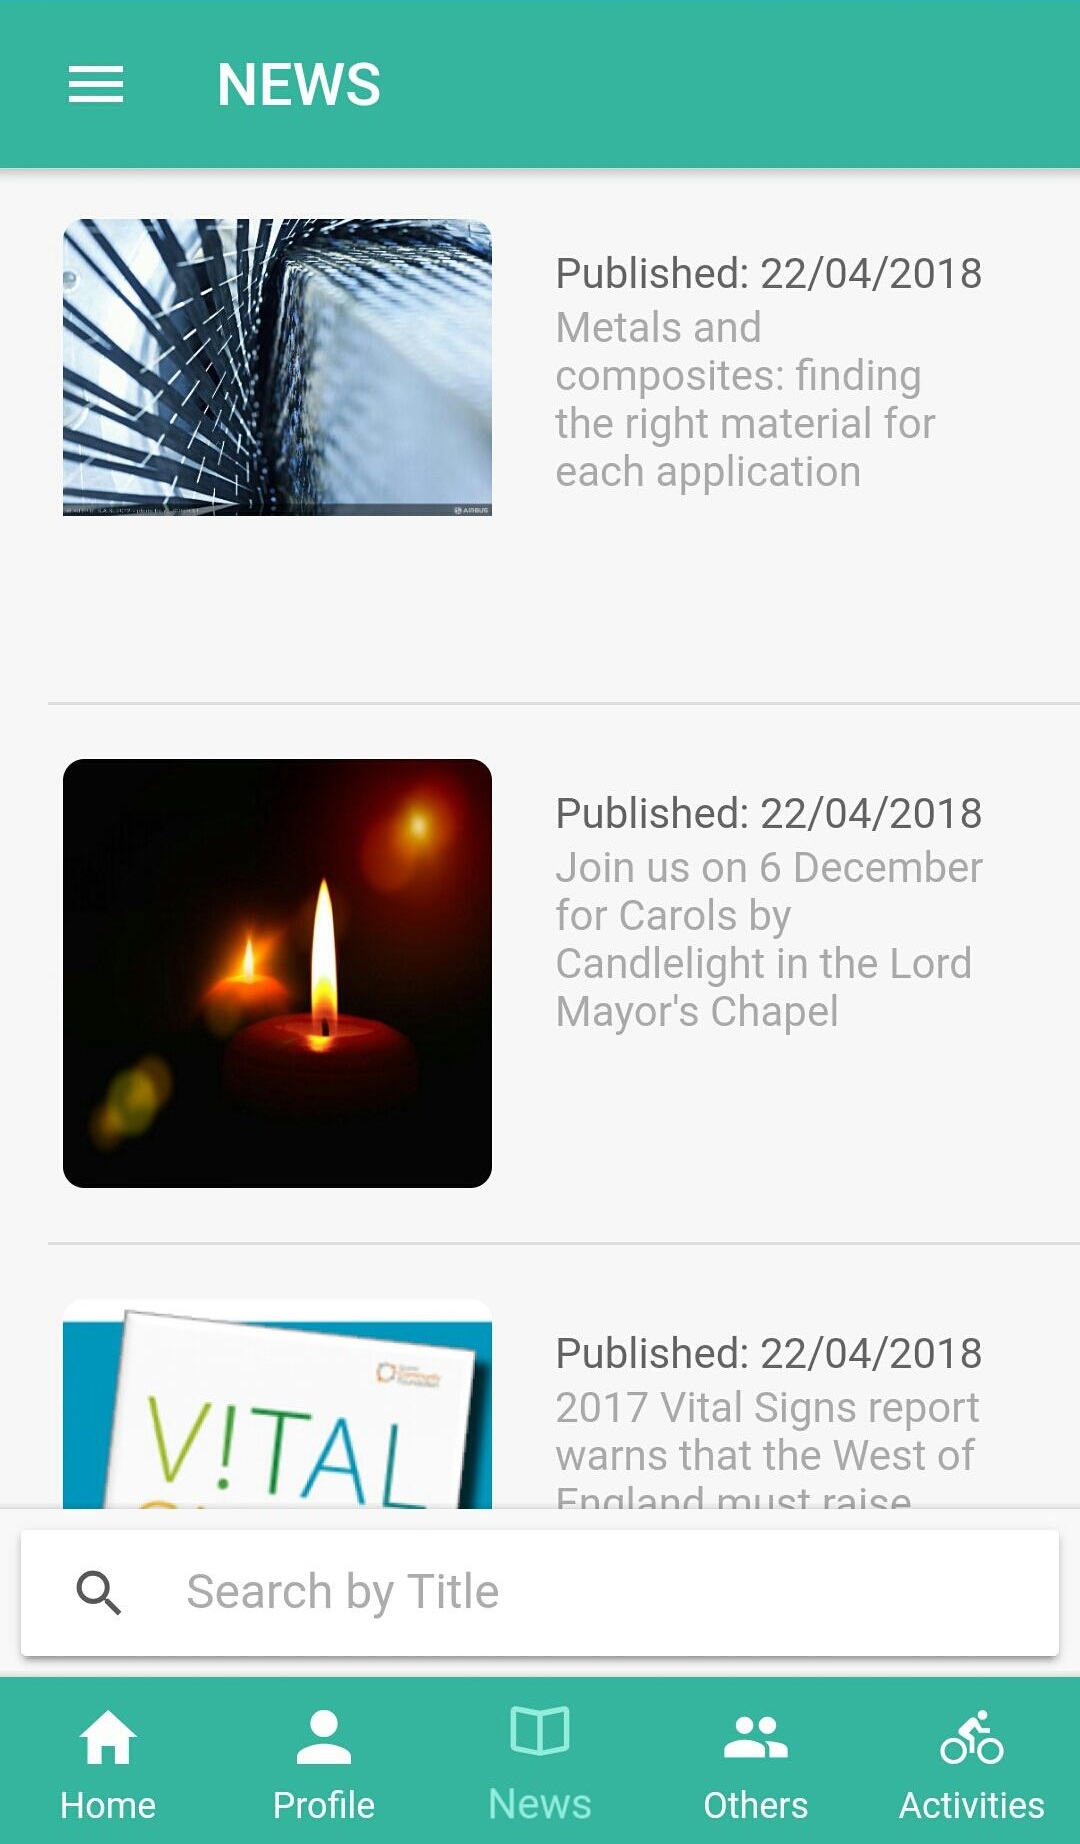 NEWS
Published: 22/04/2018
Metals and
composites: finding
the right material for
each application
AIRBUS
Published: 22/04/2018
Join us on 6 December
for Carols by
Candlelight in the Lord
Mayor's Chapel
Published: 22/04/2018
2017 Vital Signs report
warns that the West of
England must raise
V!TAL
Search by Title
Home
Profile
News
Others
Activities